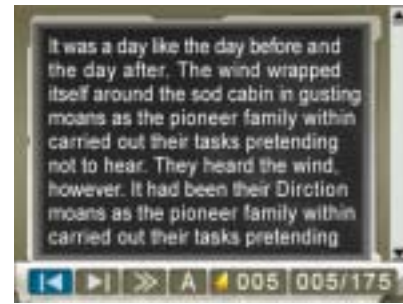 It was a day like the day before and
the day after. The wind wrapped
itself around the sod cabin in gusting
moans as the pioneer family within
carried out their tasks pretending
not to hear. They heard the wind,
however. It had been their Dirction
moans as the pioneer family within
carried out their tasks pretending
A 005 005/175